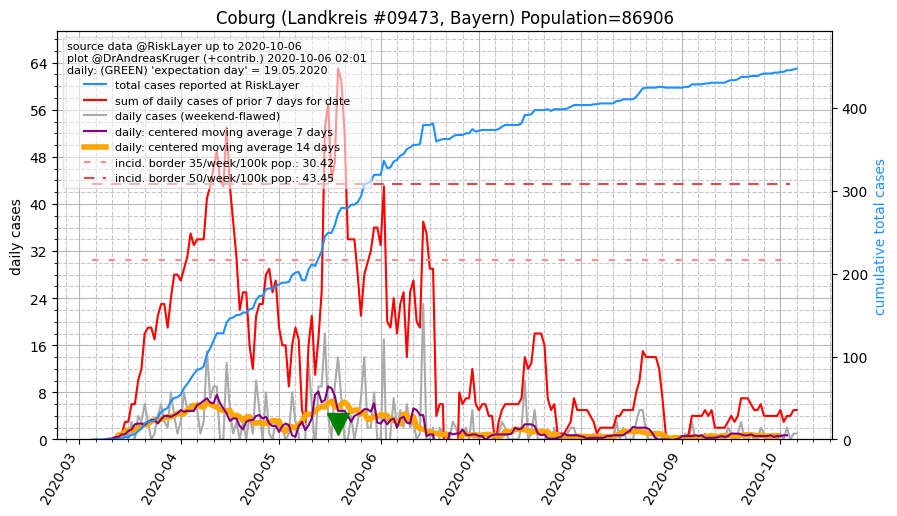 Coburg (Landkreis #09473, Bayern) Population=86906
source data @RiskLayer up to 2020-10-06
plot @DrAndreasKruger (+contrib.) 2020-10-06 02:01
daily: (GREEN) 'expectation day' = 19.05.2020
total cases reported at RiskLayer
sum of daily cases of prior 7 days for date
daily cases (weekend-flawed)
daily: centered moving average 7 days
daily: centered moving average 14 days
incid. border 35/week/100k pop.: 30.42
incid. border 50/week/100k pop.: 43.45
daily cases
64
56
48
40
32
24
16
8
0
cumulative total cases
400
300
200
100
0
2020-03
2020-04
2020-05
2020-06
2020-07
2020-08
2020-09
2020-10